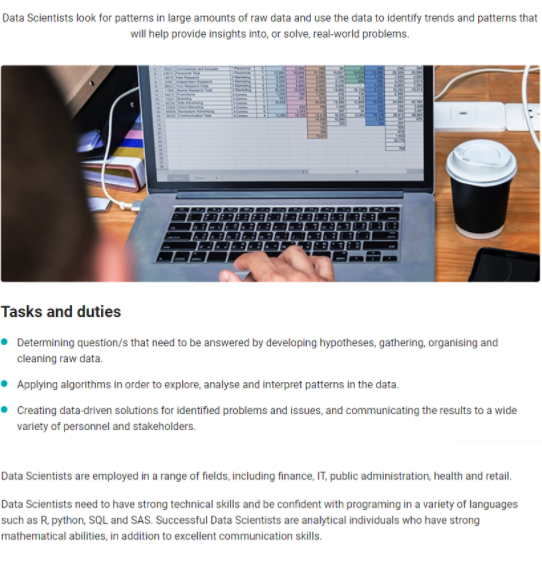 Data Scientists look for patterns in large amounts of raw data and use the data to identify trends and patterns that
will help provide insights into, or solve, real-world problems.
Tasks and duties
Determining question/s that need to be answered by developing hypotheses, gathering, organising and
cleaning raw data.
Applying algorithms in order to explore, analyse and interpret patterns in the data.
Creating data-driven solutions for identified problems and issues, and communicating the results to a wide
variety of personnel and stakeholders.
Data Scientists are employed in a range of fields, including finance, IT, public administration, health and retail.
Data Scientists need to have strong technical skills and be confident with programing in a variety of languages
such as R, python, SQL and SAS. Successful Data Scientists are analytical individuals who have strong
mathematical abilities, in addition to excellent communication skills.